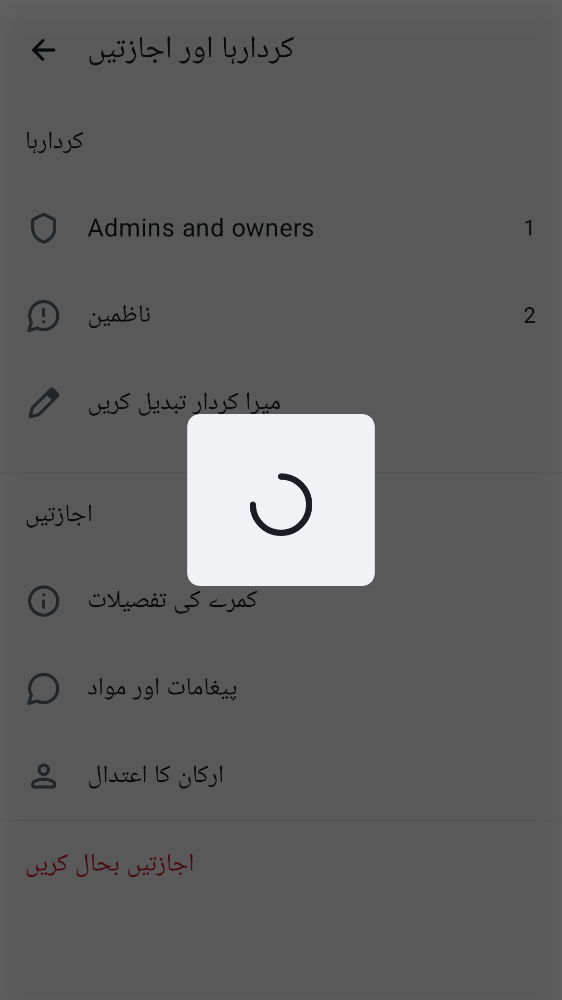 کردارہا اور اجازتیں
کردارہا
Admins and owners 1
ناظمین 2
میرا کردار تبدیل کریں
اجازتیں
کمرے کی تفصیلات
پیغامات اور مواد
ارکان کا اعتدال
اجازتیں بحال کریں